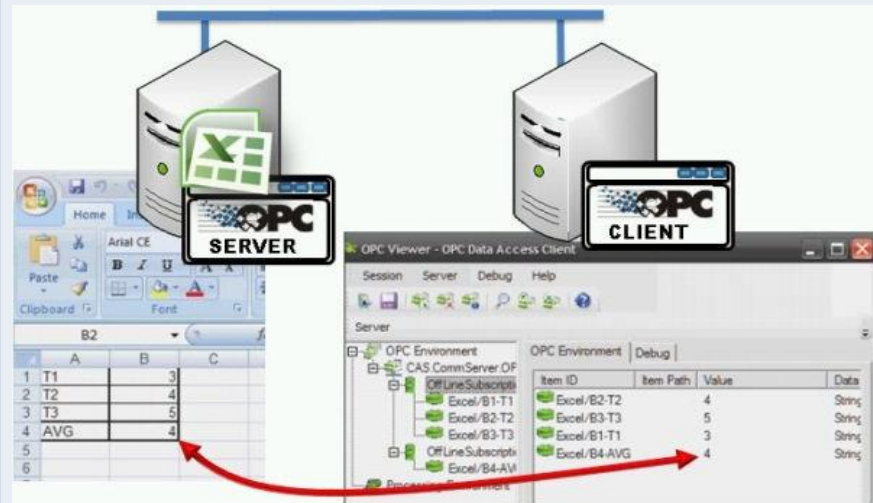 OPC
SERVER
OPC
CLIENT
Home
Arial CE
Paste
B I U A A
Clipboard
Font
B2
A B C
1 T1 3
2 T2 4
3 T3 5
4 AVG 4
5
6
OPC Viewer - OPC Data Access Client
Session Server Debug Help
Server
OPC Environment
CAS.CommServer.OP
OffLineSubscripti
Excel/B1-T1
Excel/B2-T2
Excel/B3-T3
OffLineSubscripti
Excel/B4-AV
Processing Environment
OPC Environment Debug
Item ID Item Path Value Data
Excel/B2-T2 4 String
Excel/B3-T3 5 String
Excel/B1-T1 3 String
Excel/B4-AVG 4 String